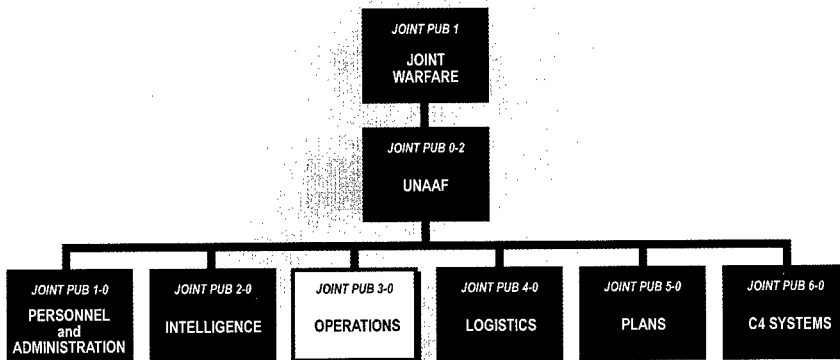 JOINT PUB 1
JOINT
WARFARE
JOINT PUB 0-2
UNAAF
JOINT PUB 1-0
PERSONNEL
and
ADMINISTRATION
JOINT PUB 2-0
INTELLIGENCE
JOINT PUB 3-0
OPERATIONS
JOINT PUB 4-0
LOGISTICS
JOINT PUB 5-0
PLANS
JOINT PUB 6-0
C4 SYSTEMS